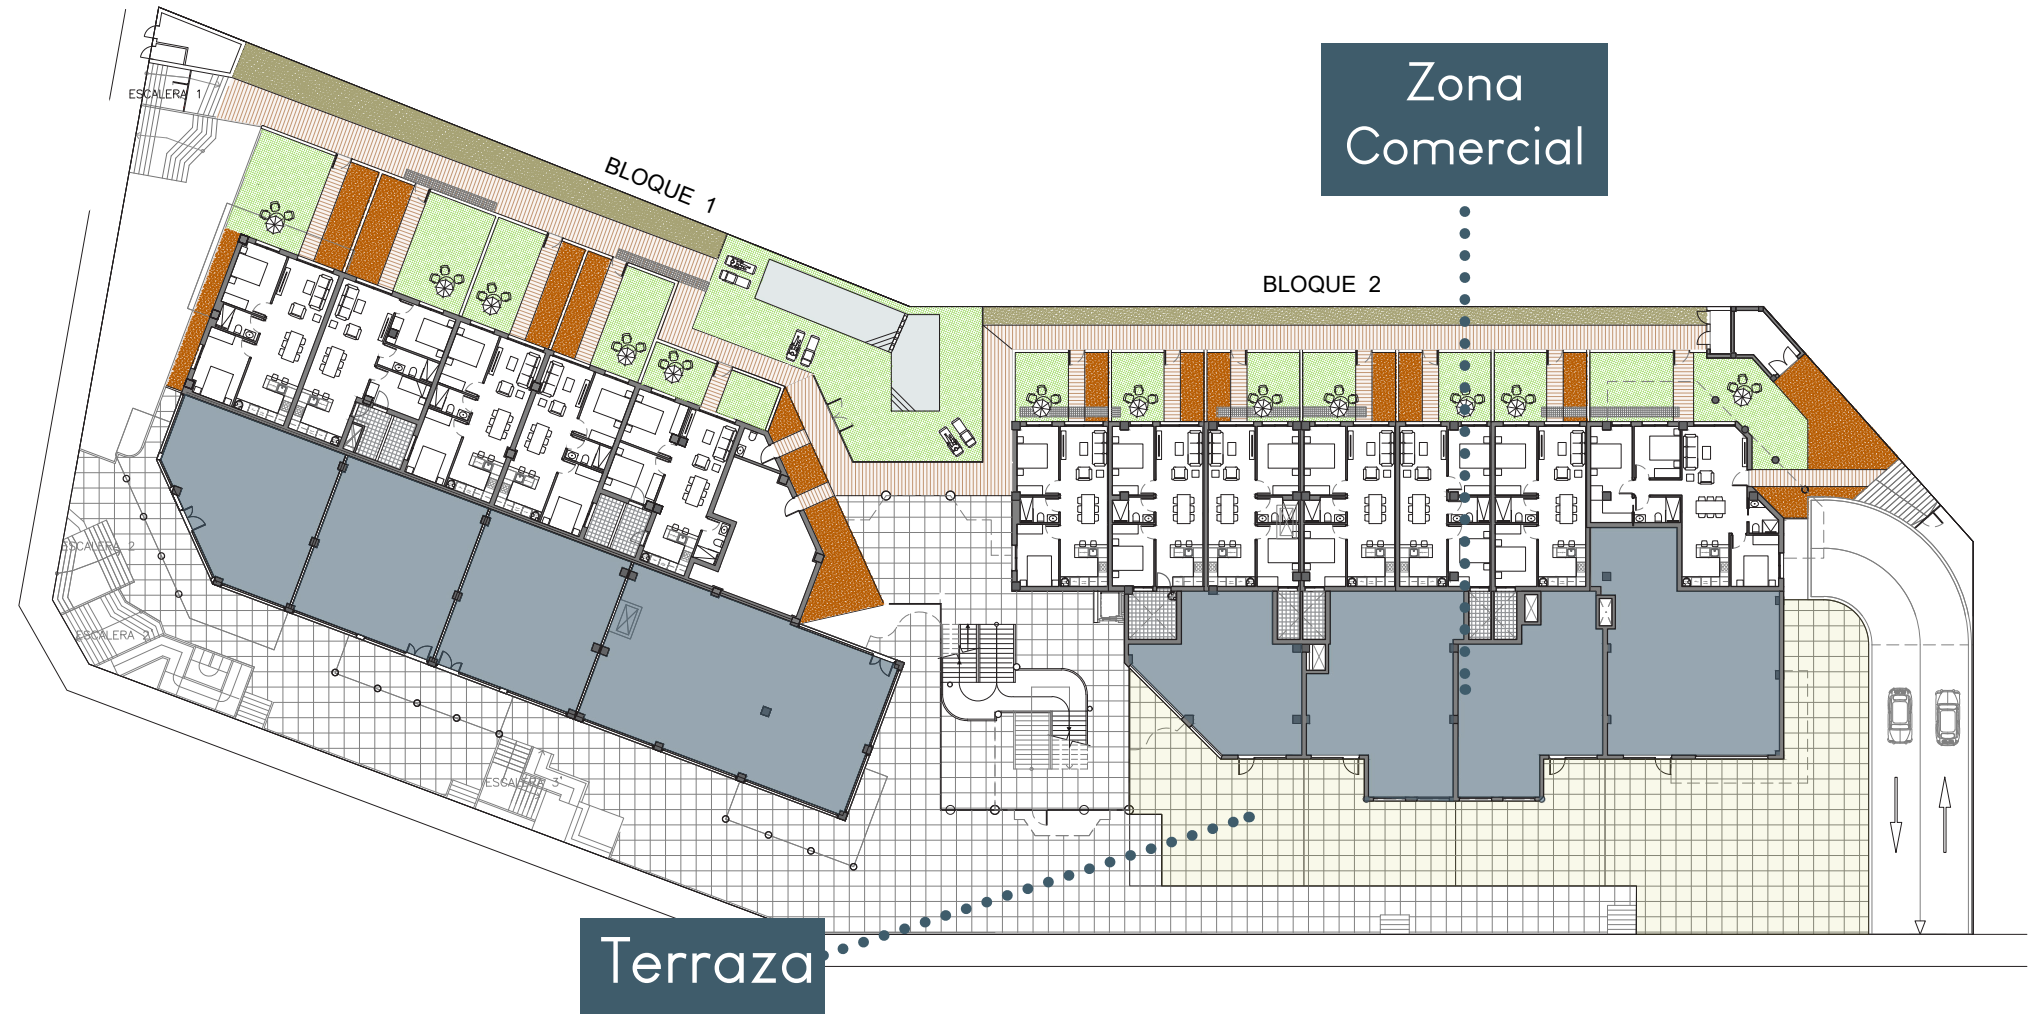 Zona
Comercial
ESCALERA 1
BLOQUE 1
BLOQUE 2
ESCALERA 2
ESCALERA 2
ESCALERA 3
Terraza